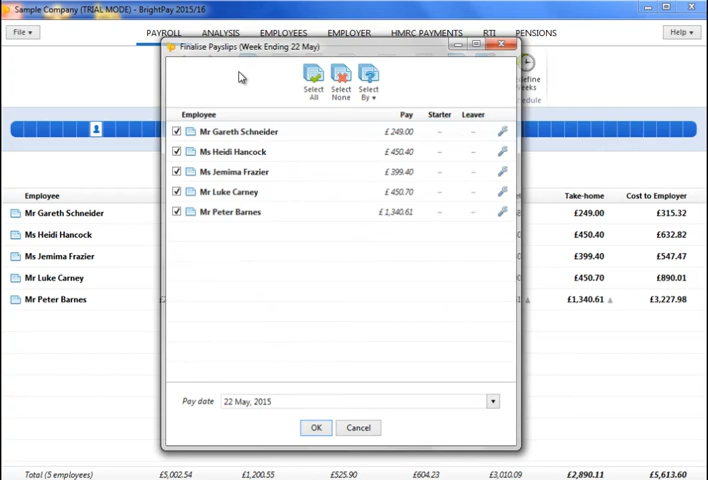 Sample Company (TRIAL MODE) - BrightPay 2015/16
File
PAYROLL ANALYSIS EMPLOYEES EMPLOYER HMRC PAYMENTS RTI PENSIONS
Help
Finalise Payslips (Week Ending 22 May)
Select All
Select None
Select By
Employee Pay Starter Leaver
Mr Gareth Schneider £ 249.00 – –
Ms Heidi Hancock £ 450.40 – –
Ms Jemima Frazier £ 399.40 – –
Mr Luke Carney £ 450.70 – –
Mr Peter Barnes £ 1,340.61 – –
Pay date 22 May, 2015
OK Cancel
Employee Take-home Cost to Employer
Mr Gareth Schneider £249.00 £315.32
Ms Heidi Hancock £450.40 £632.82
Ms Jemima Frazier £399.40 £547.47
Mr Luke Carney £450.70 £890.01
Mr Peter Barnes £1,340.61 £3,227.98
Total (5 employees) £5,002.54 £1,200.55 £525.90 £604.23 £3,010.09 £2,890.11 £5,613.60